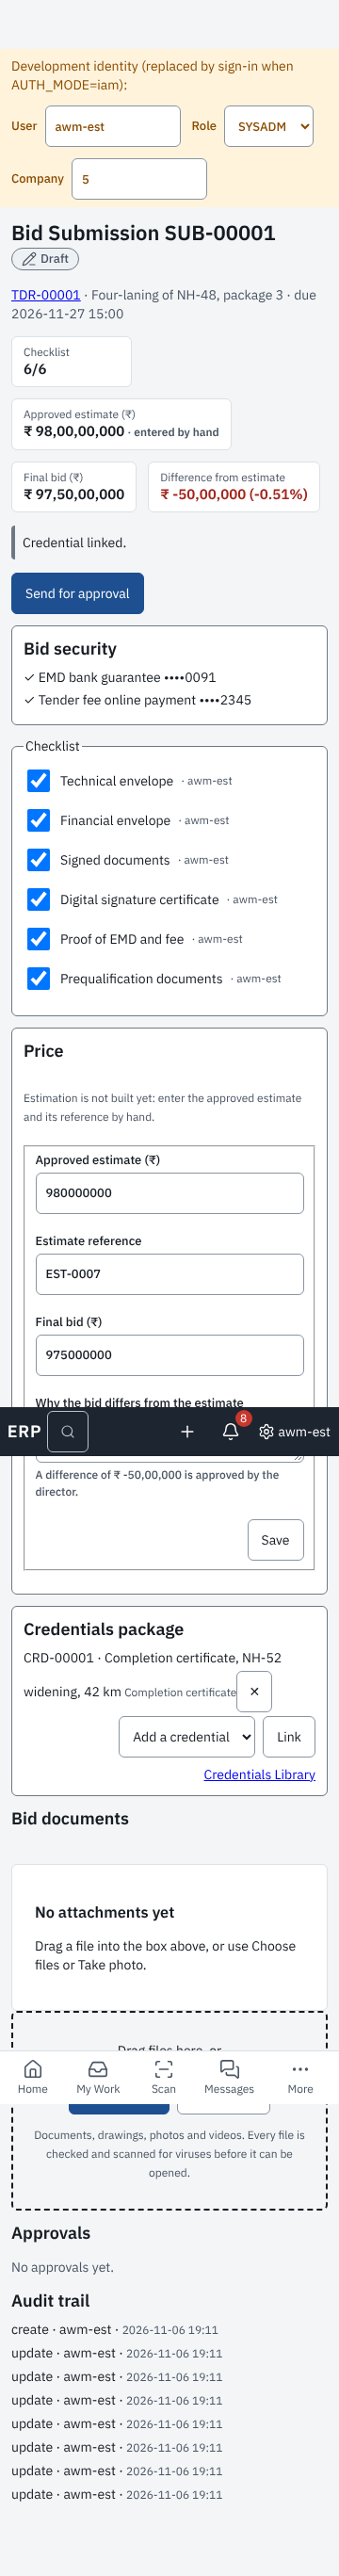 Development identity (replaced by sign-in when
AUTH_MODE=iam):
User awm-est Role SYSADM
Company 5
Bid Submission SUB-00001
Draft
TDR-00001 · Four-laning of NH-48, package 3 · due
2026-11-27 15:00
Checklist
6/6
Approved estimate (₹)
₹ 98,00,00,000 · entered by hand
Final bid (₹)
₹ 97,50,00,000
Difference from estimate
₹ -50,00,000 (-0.51%)
Credential linked.
Send for approval
Bid security
✓ EMD bank guarantee ••••0091
✓ Tender fee online payment ••••2345
Checklist
Technical envelope · awm-est
Financial envelope · awm-est
Signed documents · awm-est
Digital signature certificate · awm-est
Proof of EMD and fee · awm-est
Prequalification documents · awm-est
Price
Estimation is not built yet: enter the approved estimate
and its reference by hand.
Approved estimate (₹)
980000000
Estimate reference
EST-0007
Final bid (₹)
975000000
Why the bid differs from the estimate
ERP 8 awm-est
A difference of ₹ -50,00,000 is approved by the
director.
Save
Credentials package
CRD-00001 · Completion certificate, NH-52
widening, 42 km Completion certificate ✕
Add a credential Link
Credentials Library
Bid documents
No attachments yet
Drag a file into the box above, or use Choose
files or Take photo.
Drag files here, or
Home My Work Scan Messages More
Documents, drawings, photos and videos. Every file is
checked and scanned for viruses before it can be
opened.
Approvals
No approvals yet.
Audit trail
create · awm-est · 2026-11-06 19:11
update · awm-est · 2026-11-06 19:11
update · awm-est · 2026-11-06 19:11
update · awm-est · 2026-11-06 19:11
update · awm-est · 2026-11-06 19:11
update · awm-est · 2026-11-06 19:11
update · awm-est · 2026-11-06 19:11
update · awm-est · 2026-11-06 19:11